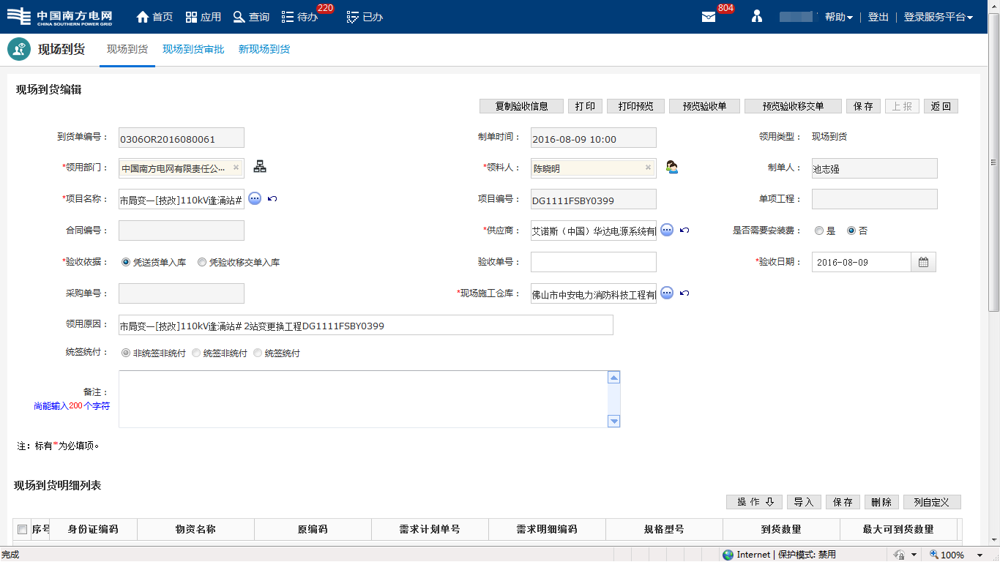 中国南方电网 CHINA SOUTHERN POWER GRID 首页 应用 查询 待办 220 已办 804 帮助 登出 登录服务平台
现场到货 现场到货 现场到货审批 新现场到货
现场到货编辑
复制验收信息 打印 打印预览 预览验收单 预览验收移交单 保存 上报 返回
到货单编号: 0306OR2016080061 制单时间: 2016-08-09 10:00 领用类型: 现场到货
*领用部门: 中国南方电网有限责任公... *领料人: 陈晓明 制单人: 池志强
*项目名称: 市局变一[技改]110kV逢涌站# 项目编号: DG1111FSBY0399 单项工程:
合同编号: *供应商: 艾诺斯（中国）华达电源系统有 是否需要安装费: 是 否
*验收依据: 凭送货单入库 凭验收移交单入库 验收单号: *验收日期: 2016-08-09
采购单号: *现场施工仓库: 佛山市中安电力消防科技工程有
领用原因: 市局变一[技改]110kV逢涌站# 2站变更换工程DG1111FSBY0399
统签统付: 非统签非统付 统签非统付 统签统付
备注:
尚能输入200个字符
注: 标有*为必填项。
现场到货明细列表
操作 导入 保存 删除 列自定义
序号 身份证编码 物资名称 原编码 需求计划单号 需求明细编码 规格型号 到货数量 最大可到货数量
完成 Internet | 保护模式: 禁用 100%